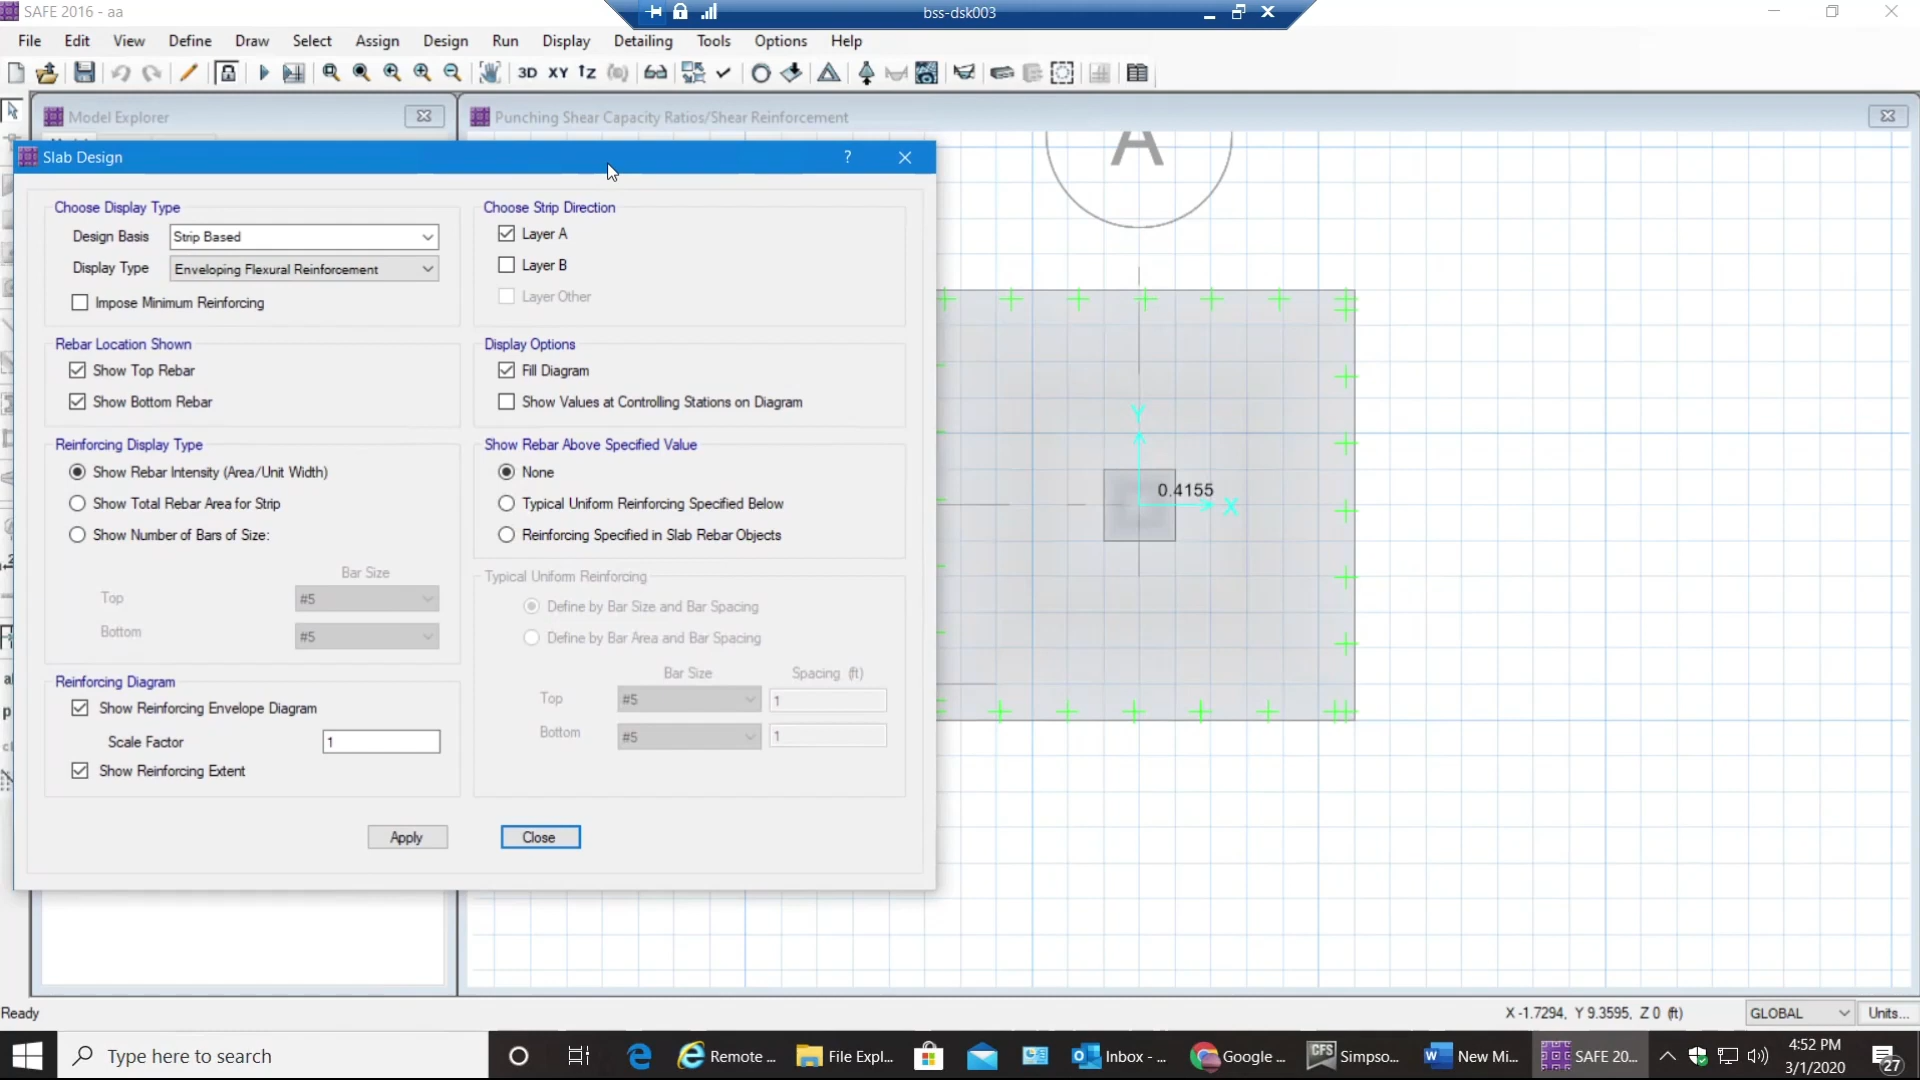 SAFE 2016 - aa
bss-dsk003
File Edit View Define Draw Select Assign Design Run Display Detailing Tools Options Help
3D XY
Model Explorer
Punching Shear Capacity Ratios/Shear Reinforcement
Slab Design ?
Choose Display Type
Design Basis Strip Based
Display Type Enveloping Flexural Reinforcement
Impose Minimum Reinforcing
Choose Strip Direction
Layer A
Layer B
Layer Other
Rebar Location Shown
Show Top Rebar
Show Bottom Rebar
Display Options
Fill Diagram
Show Values at Controlling Stations on Diagram
Reinforcing Display Type
Show Rebar Intensity (Area/Unit Width)
Show Total Rebar Area for Strip
Show Number of Bars of Size:
Bar Size
Top #5
Bottom #5
Show Rebar Above Specified Value
None
Typical Uniform Reinforcing Specified Below
Reinforcing Specified in Slab Rebar Objects
Typical Uniform Reinforcing
Define by Bar Size and Bar Spacing
Define by Bar Area and Bar Spacing
Bar Size Spacing (ft)
Top #5 1
Bottom #5 1
Reinforcing Diagram
Show Reinforcing Envelope Diagram
Scale Factor 1
Show Reinforcing Extent
Apply Close
A
Y
0.4155
X
Ready
X -1.7294, Y 9.3595, Z 0 (ft)
GLOBAL Units...
Type here to search
Remote ...
File Expl...
Inbox - ...
Google ...
CFS Simpso...
New Mi...
SAFE 20...
4:52 PM
3/1/2020
27